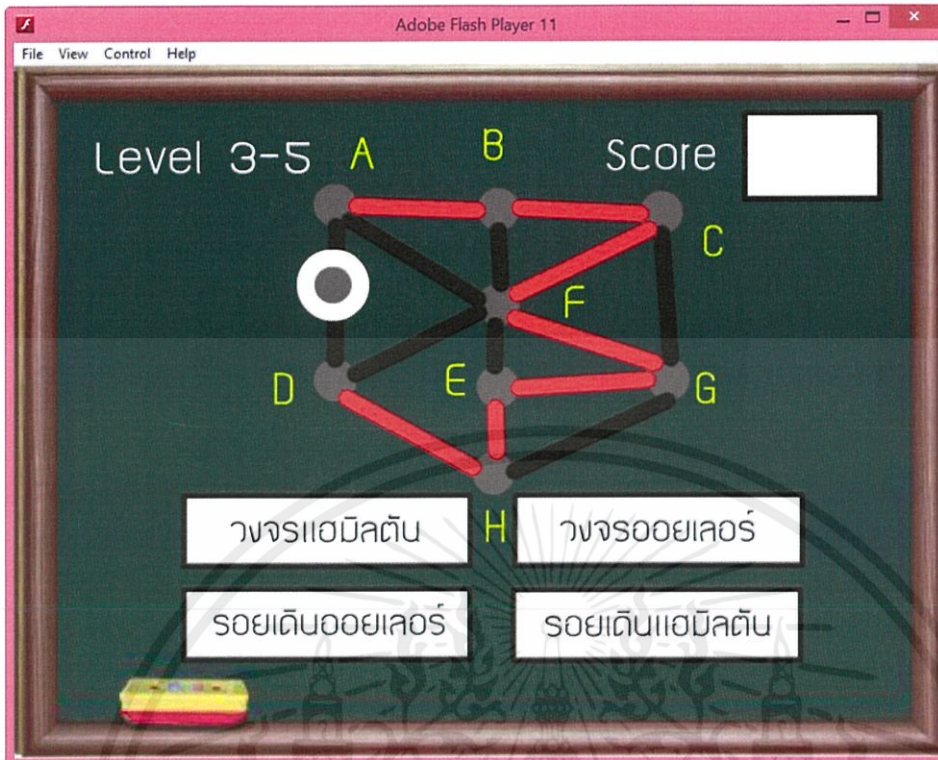 Adobe Flash Player 11
File View Control Help
Level 3-5 A B Score
C
F
D E G
H
วงจรแฮมิลตัน วงจรออยเลอร์
รอยเดินออยเลอร์ รอยเดินแฮมิลตัน